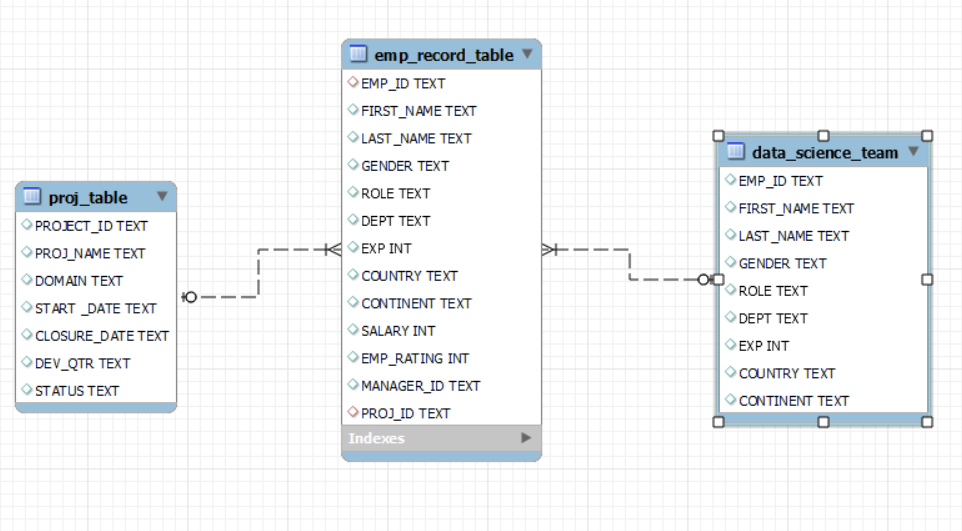 proj_table
PROJECT_ID TEXT
PROJ_NAME TEXT
DOMAIN TEXT
START _DATE TEXT
CLOSURE_DATE TEXT
DEV_QTR TEXT
STATUS TEXT
emp_record_table
EMP_ID TEXT
FIRST_NAME TEXT
LAST_NAME TEXT
GENDER TEXT
ROLE TEXT
DEPT TEXT
EXP INT
COUNTRY TEXT
CONTINENT TEXT
SALARY INT
EMP_RATING INT
MANAGER_ID TEXT
PROJ_ID TEXT
Indexes
data_science_team
EMP_ID TEXT
FIRST_NAME TEXT
LAST_NAME TEXT
GENDER TEXT
ROLE TEXT
DEPT TEXT
EXP INT
COUNTRY TEXT
CONTINENT TEXT